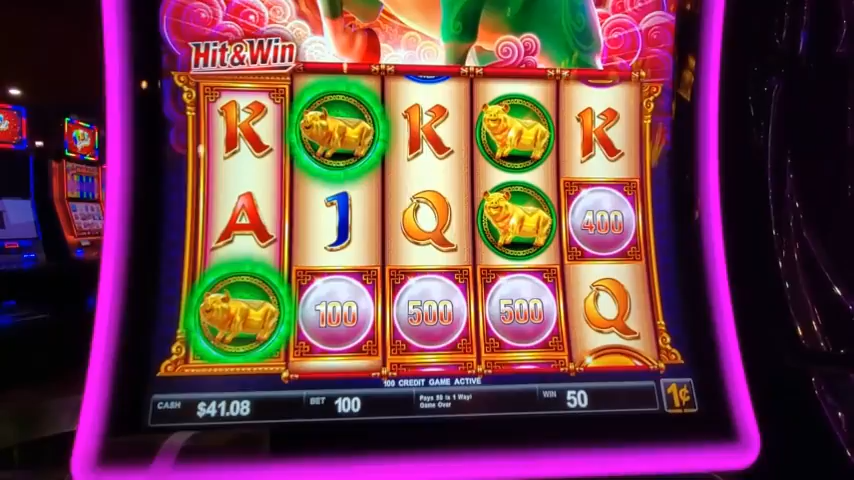 Hit&Win
K K K
A J Q 400
100 500 500 Q
100 CREDIT GAME ACTIVE
CASH $41.08 BET 100 Pays 50 is 1 Way! WIN 50 1¢
Game Over